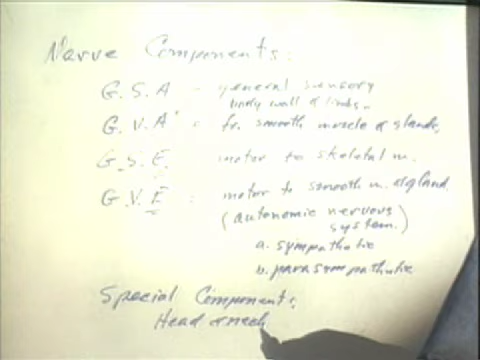 Nerve Components:
G.S.A - general sensory
body wall & limbs.
G.V.A - fr. smooth muscle & glands.
G.S.E. motor to skeletal m.
G.V.E : motor to smooth m. & gland.
(autonomic nervous
system.)
a. sympathetic
b. parasympathetic
Special Components:
Head & neck